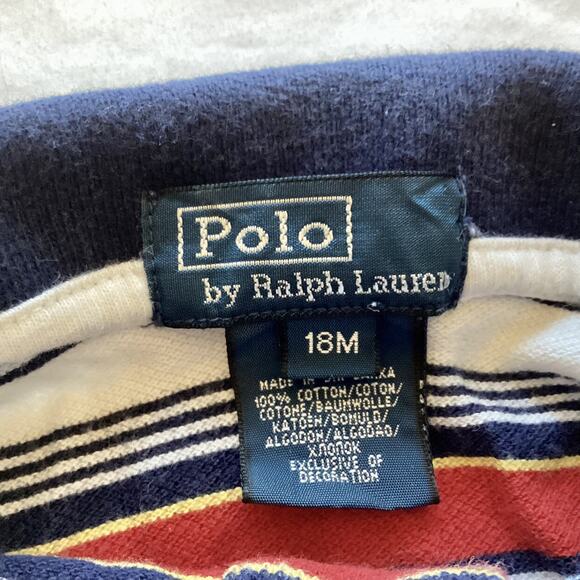 Polo
by Ralph Lauren
18M
MADE IN SRI LANKA
100% COTTON/COTON/
COTONE/BAUMWOLLE/
KATOEN/BOMULD/
ALGODON/ALGODAO/
ХЛОПОК
EXCLUSIVE OF
DECORATION